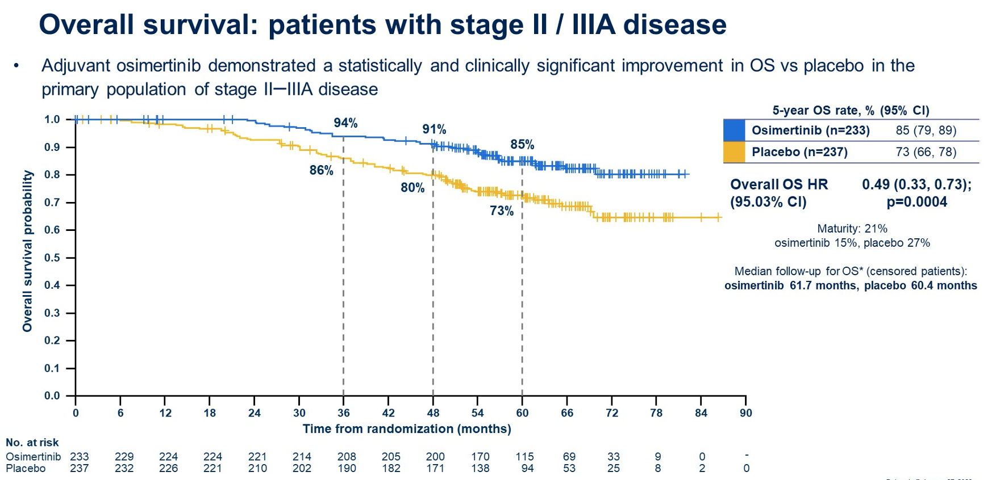 Overall survival: patients with stage II / IIIA disease
• Adjuvant osimertinib demonstrated a statistically and clinically significant improvement in OS vs placebo in the
primary population of stage II─IIIA disease
5-year OS rate, % (95% CI)
Osimertinib (n=233) 85 (79, 89)
Placebo (n=237) 73 (66, 78)
Overall OS HR 0.49 (0.33, 0.73);
(95.03% CI) p=0.0004
Maturity: 21%
osimertinib 15%, placebo 27%
Median follow-up for OS* (censored patients):
osimertinib 61.7 months, placebo 60.4 months
Overall survival probability
1.0
0.9
0.8
0.7
0.6
0.5
0.4
0.3
0.2
0.1
0.0
94%
91%
85%
86%
80%
73%
0 6 12 18 24 30 36 42 48 54 60 66 72 78 84 90
Time from randomization (months)
No. at risk
Osimertinib 233 229 224 224 221 214 208 205 200 170 115 69 33 9 0 -
Placebo 237 232 226 221 210 202 190 182 171 138 94 53 25 8 2 0